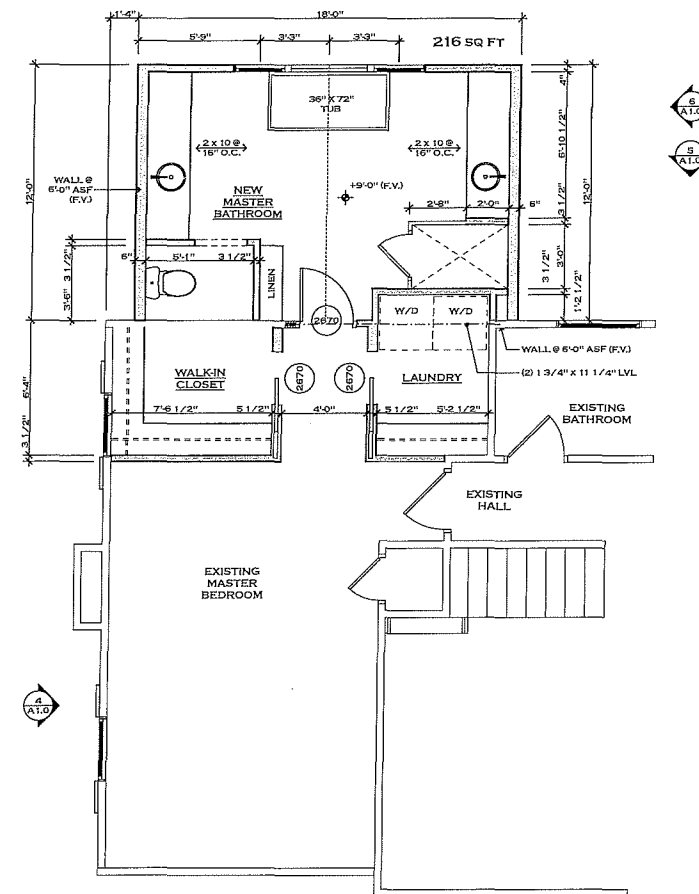 1'-4"
18'-0"
5'-9"
3'-3"
3'-3"
216 SQ FT
36" X 72"
TUB
6
A1.0
5
A1.0
2 x 10 @
16" O.C.
2 x 10 @
16" O.C.
WALL @
6'-0" ASF
(F.V.)
NEW
MASTER
BATHROOM
+9'-0" (F.V.)
12'-0"
4"
6'-10 1/2"
3 1/2"
12'-0"
2'-8"
2'-0"
6"
6"
5'-1"
3 1/2"
LINEN
3 1/2"
3'-6"
3 1/2"
3'-0"
1'-2 1/2"
2670
W/D
W/D
WALL @ 6'-0" ASF (F.V.)
(2) 1 3/4" X 11 1/4" LVL
WALK-IN
CLOSET
2670
2670
LAUNDRY
6'-4"
3 1/2"
7'-6 1/2"
5 1/2"
4'-0"
5 1/2"
5'-2 1/2"
EXISTING
BATHROOM
EXISTING
HALL
EXISTING
MASTER
BEDROOM
4
A1.0